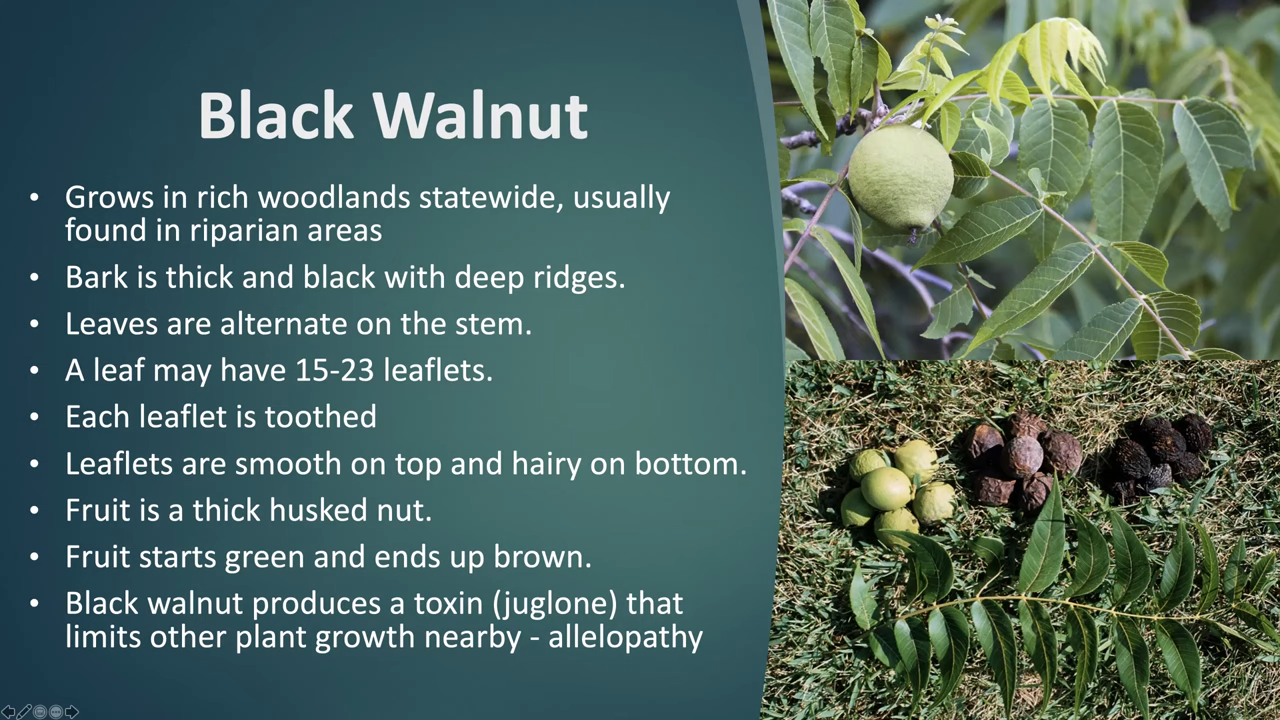 Black Walnut
• Grows in rich woodlands statewide, usually
found in riparian areas
• Bark is thick and black with deep ridges.
• Leaves are alternate on the stem.
• A leaf may have 15-23 leaflets.
• Each leaflet is toothed
• Leaflets are smooth on top and hairy on bottom.
• Fruit is a thick husked nut.
• Fruit starts green and ends up brown.
• Black walnut produces a toxin (juglone) that
limits other plant growth nearby - allelopathy